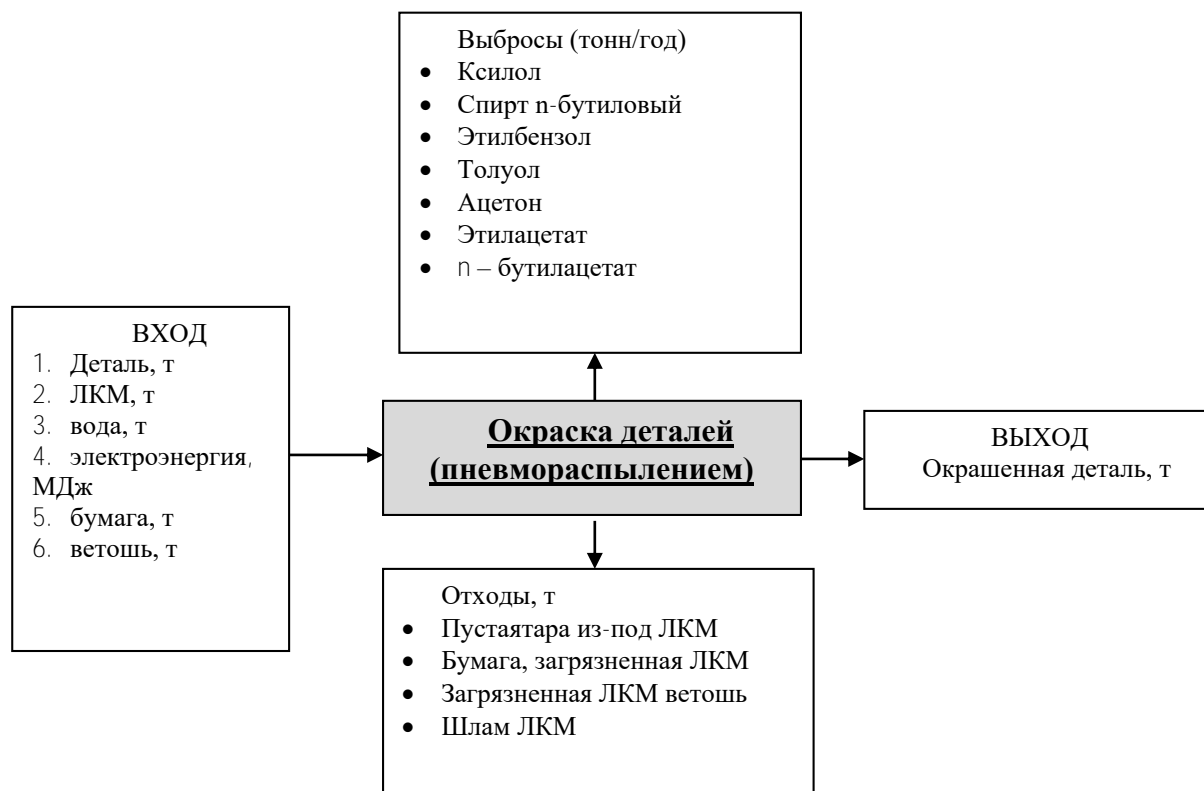 Выбросы (тонн/год)
• Ксилол
• Спирт n-бутиловый
• Этилбензол
• Толуол
• Ацетон
• Этилацетат
• n – бутилацетат
ВХОД
1. Деталь, т
2. ЛКМ, т
3. вода, т
4. электроэнергия,
МДж
5. бумага, т
6. ветошь, т
Окраска деталей
(пневмораспылением)
ВЫХОД
Окрашенная деталь, т
Отходы, т
• Пустаятара из-под ЛКМ
• Бумага, загрязненная ЛКМ
• Загрязненная ЛКМ ветошь
• Шлам ЛКМ